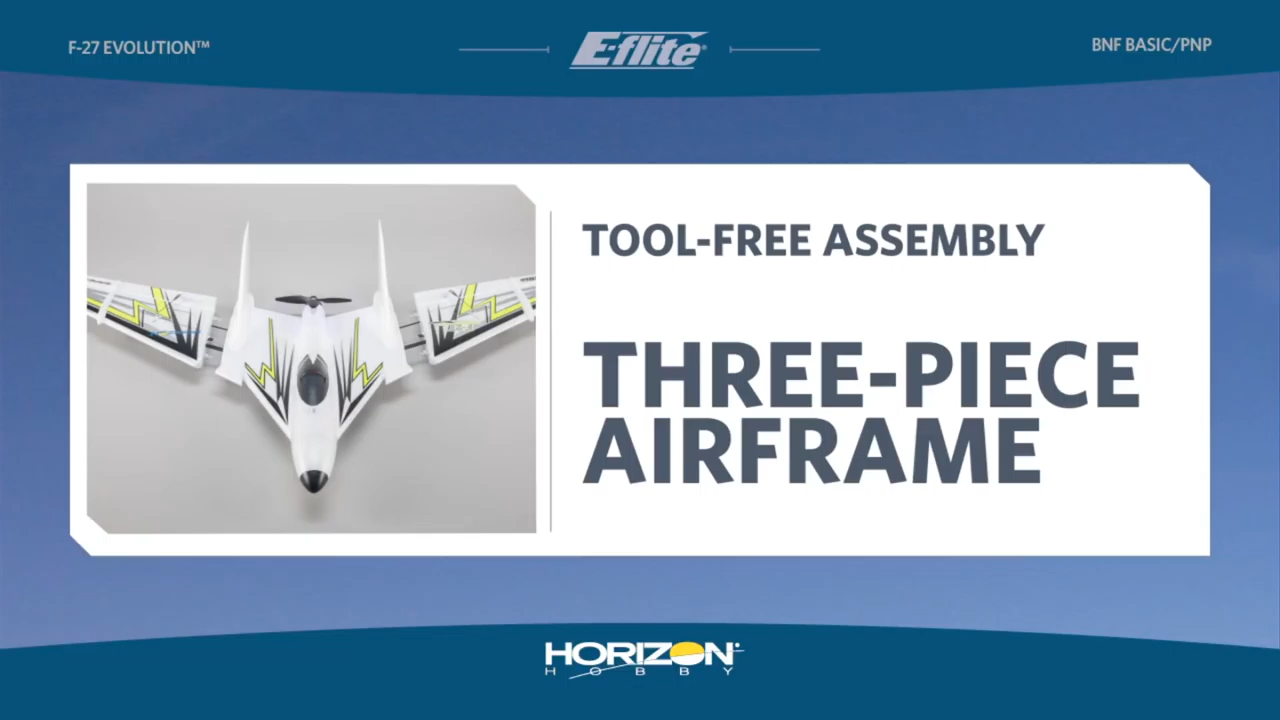 F-27 EVOLUTION™
E-flite®
BNF BASIC/PNP
TOOL-FREE ASSEMBLY
THREE-PIECE
AIRFRAME
HORIZON®
HOBBY